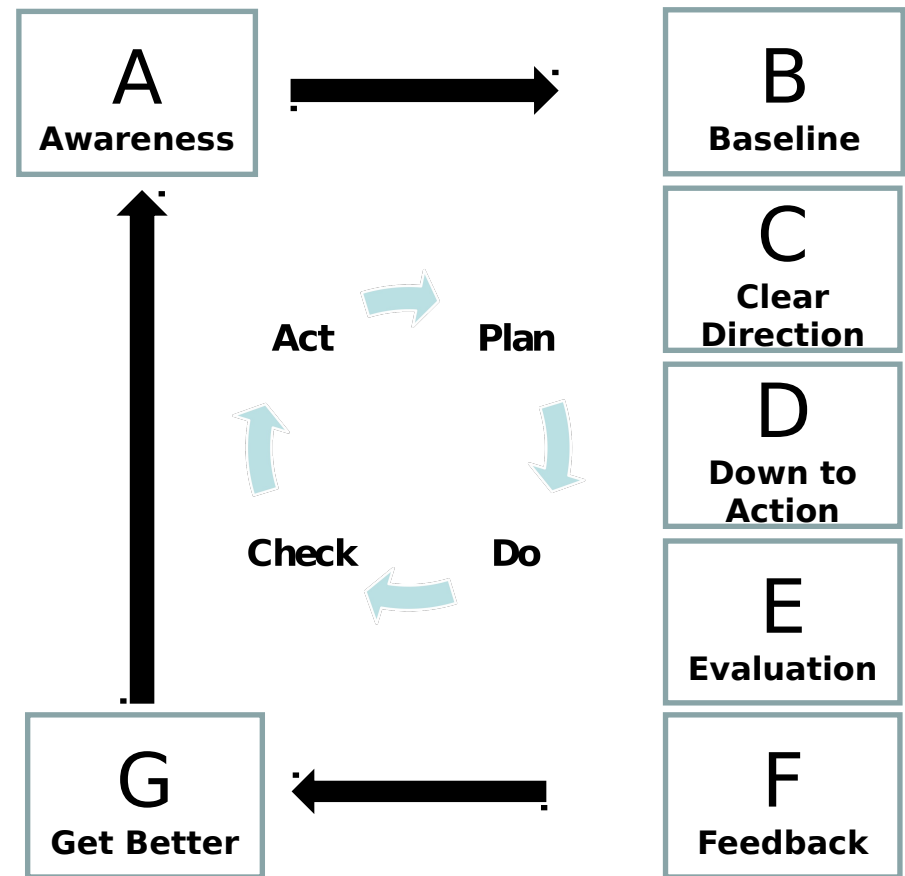 A
Awareness
B
Baseline
C
Clear
Direction
D
Down to
Action
E
Evaluation
F
Feedback
G
Get Better
Act
Plan
Check
Do